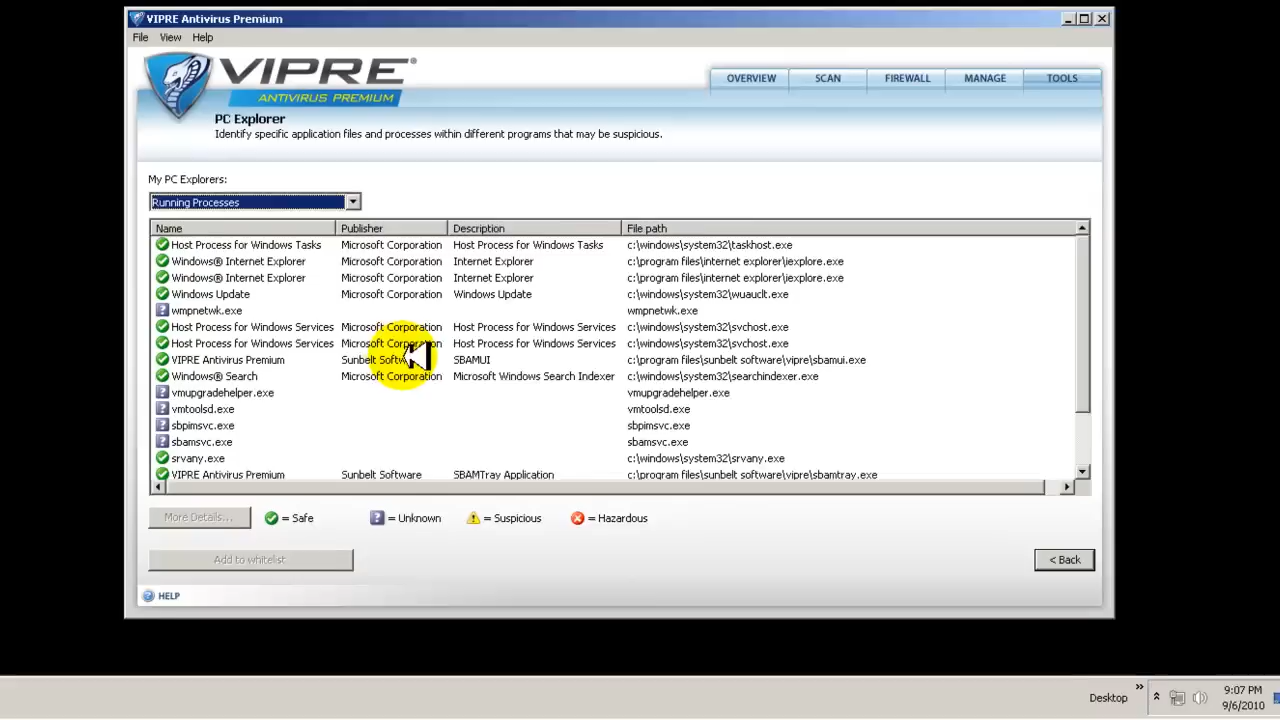 VIPRE Antivirus Premium
File View Help
VIPRE®
ANTIVIRUS PREMIUM
OVERVIEW SCAN FIREWALL MANAGE TOOLS
PC Explorer
Identify specific application files and processes within different programs that may be suspicious.
My PC Explorers:
Running Processes
Name Publisher Description File path
Host Process for Windows Tasks Microsoft Corporation Host Process for Windows Tasks c:\windows\system32\taskhost.exe
Windows® Internet Explorer Microsoft Corporation Internet Explorer c:\program files\internet explorer\iexplore.exe
Windows® Internet Explorer Microsoft Corporation Internet Explorer c:\program files\internet explorer\iexplore.exe
Windows Update Microsoft Corporation Windows Update c:\windows\system32\wuauclt.exe
wmpnetwk.exe wmpnetwk.exe
Host Process for Windows Services Microsoft Corporation Host Process for Windows Services c:\windows\system32\svchost.exe
Host Process for Windows Services Microsoft Corporation Host Process for Windows Services c:\windows\system32\svchost.exe
VIPRE Antivirus Premium Sunbelt SBAMUI c:\program files\sunbelt software\vipre\sbamui.exe
Windows® Search Microsoft Corporation Microsoft Windows Search Indexer c:\windows\system32\searchindexer.exe
vmupgradehelper.exe vmupgradehelper.exe
vmtoolsd.exe vmtoolsd.exe
sbpimsvc.exe sbpimsvc.exe
sbamsvc.exe sbamsvc.exe
srvany.exe c:\windows\system32\srvany.exe
VIPRE Antivirus Premium Sunbelt Software SBAMTray Application c:\program files\sunbelt software\vipre\sbamtray.exe
More Details... = Safe ? = Unknown = Suspicious = Hazardous
Add to whitelist < Back
HELP
Desktop » 9:07 PM
9/6/2010